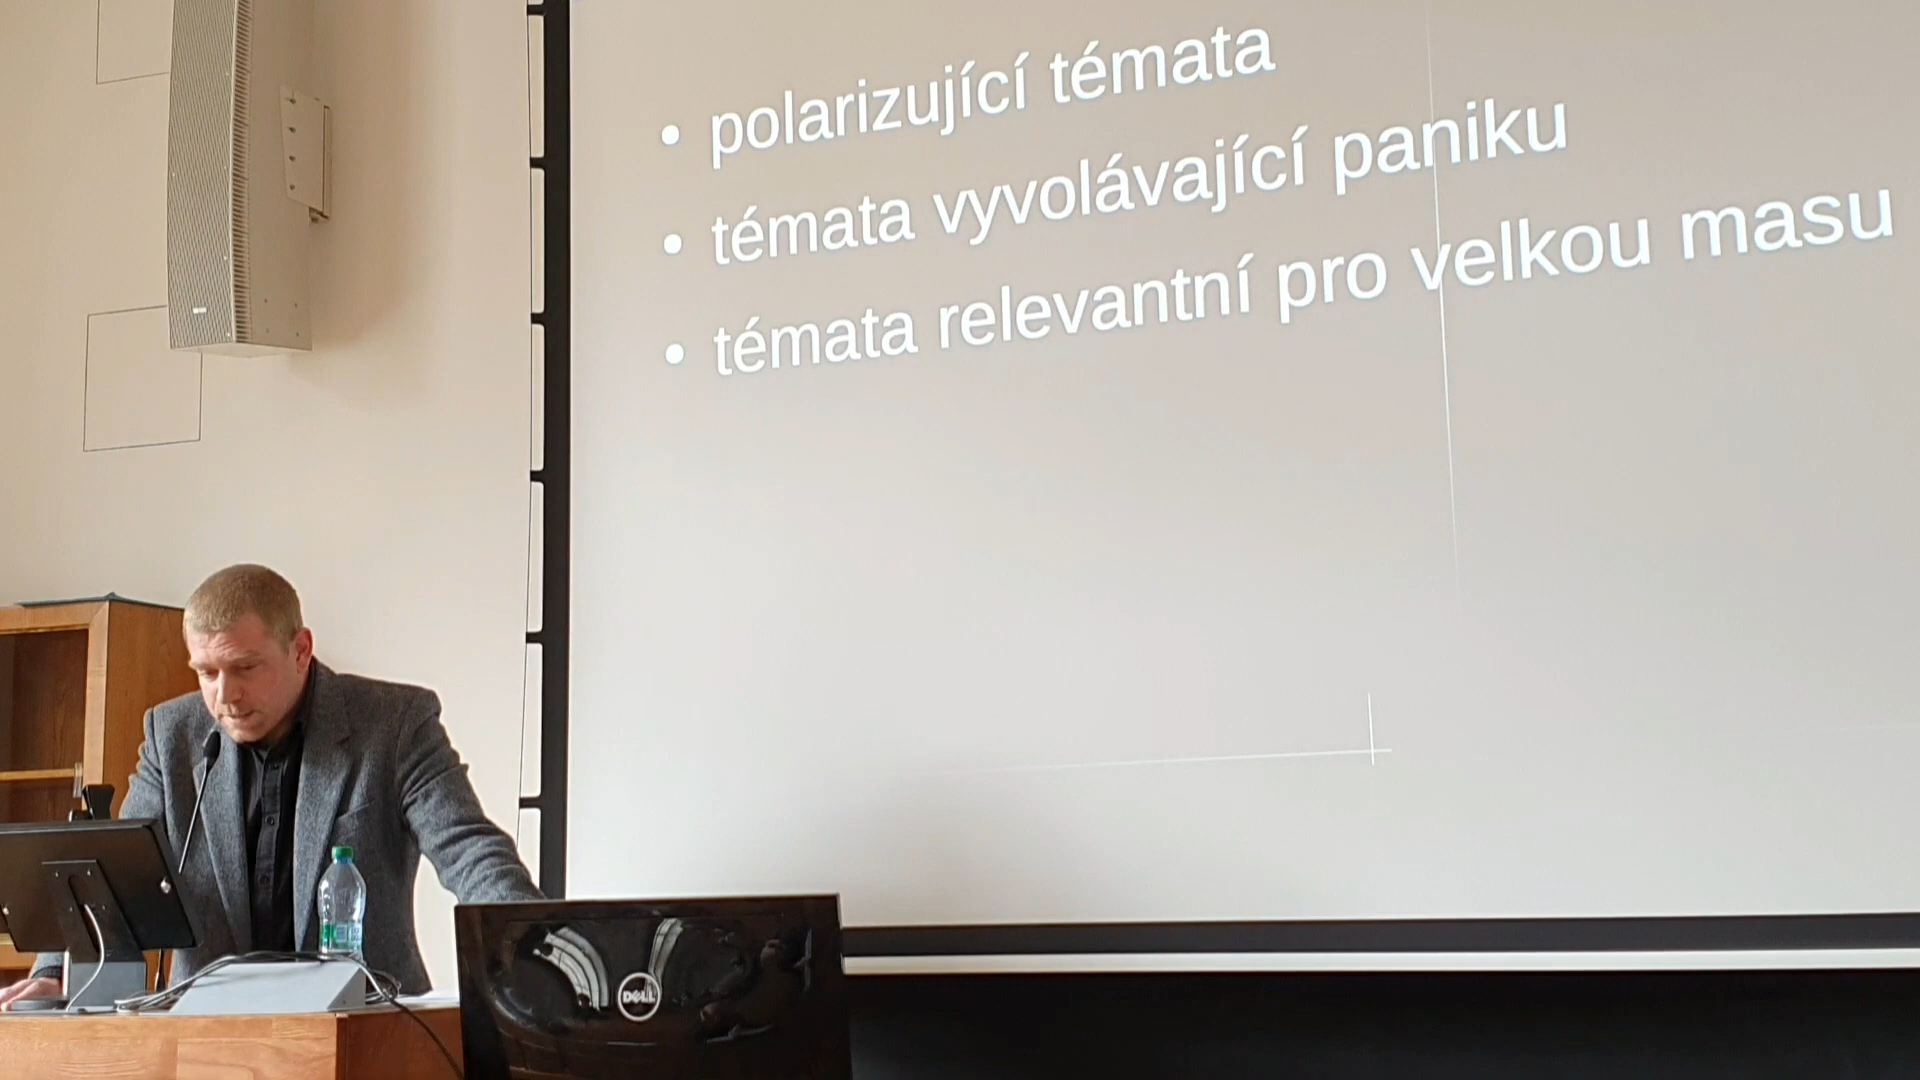 • polarizující témata
• témata vyvolávající paniku
• témata relevantní pro velkou masu
DELL